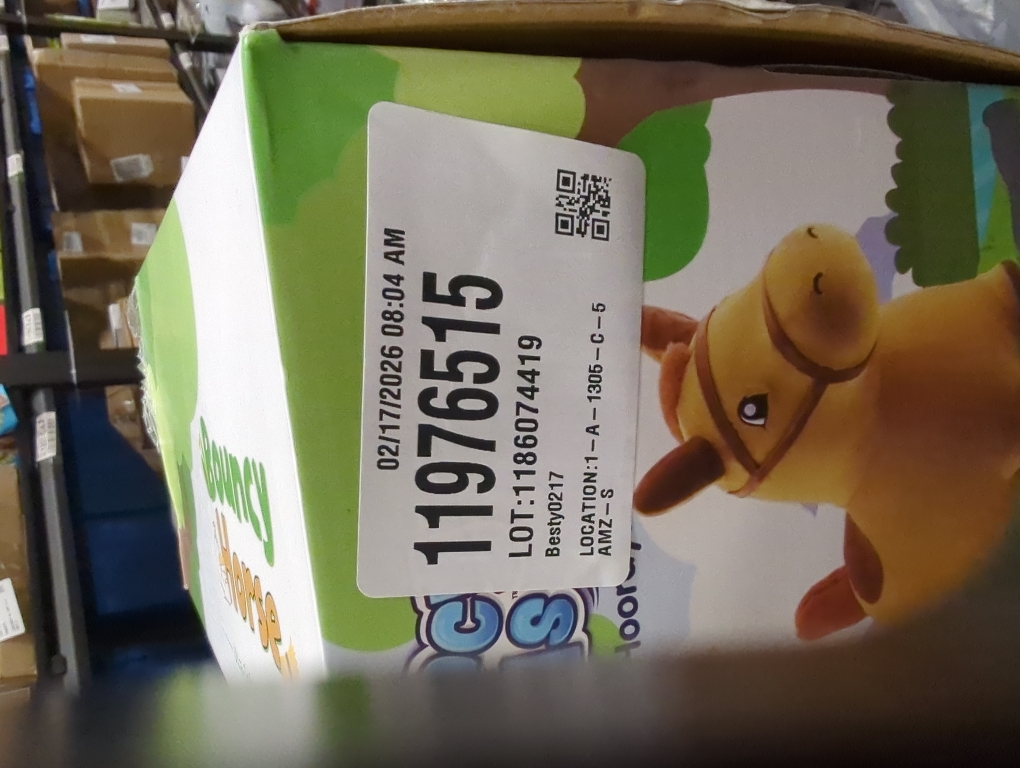 02/17/2026 08:04 AM
11976515
LOT:1186074419
Besty0217
LOCATION:1-A-1305-C-5
AMZ-S
Bouncy
Horse